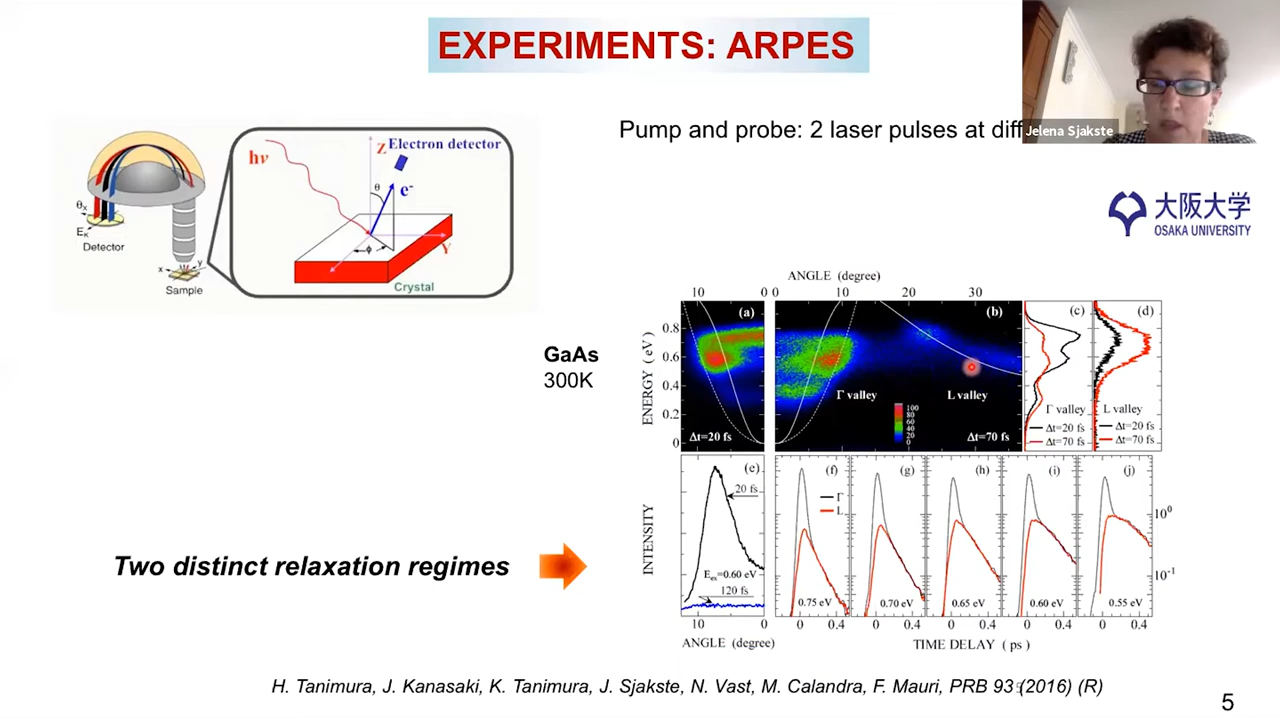 EXPERIMENTS: ARPES
Pump and probe: 2 laser pulses at diff
Jelena Sjakste
大阪大学
OSAKA UNIVERSITY
hν
Z
Electron detector
θ
e-
Y
ϕ
Crystal
θx
EK
Detector
x
y
Sample
GaAs
300K
ANGLE (degree)
10 0 0 10 20 30
ENERGY ( eV )
0.8
0.6
0.4
0.2
0
(a)
Δt=20 fs
(b)
Γ valley
L valley
100
80
60
40
20
0
Δt=70 fs
(c)
Γ valley
Δt=20 fs
Δt=70 fs
(d)
L valley
Δt=20 fs
Δt=70 fs
INTENSITY
(e)
20 fs
Eex=0.60 eV
120 fs
(f)
Γ
L
0.75 eV
(g)
0.70 eV
(h)
0.65 eV
(i)
0.60 eV
(j)
0.55 eV
10^0
10^-1
10 0 0 0.4 0 0.4 0 0.4 0 0.4 0 0.4
ANGLE (degree)
TIME DELAY ( ps )
Two distinct relaxation regimes
H. Tanimura, J. Kanasaki, K. Tanimura, J. Sjakste, N. Vast, M. Calandra, F. Mauri, PRB 93 (2016) (R)
5